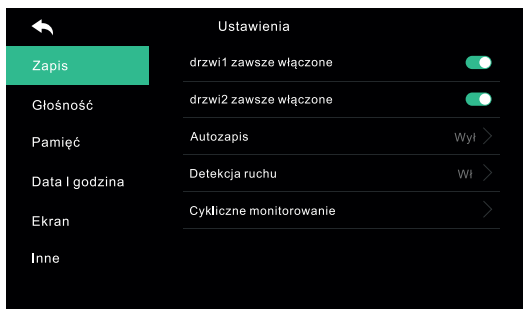 Ustawienia
Zapis
Głośność
Pamięć
Data I godzina
Ekran
Inne
drzwi1 zawsze włączone
drzwi2 zawsze włączone
Autozapis Wył
Detekcja ruchu Wł
Cykliczne monitorowanie